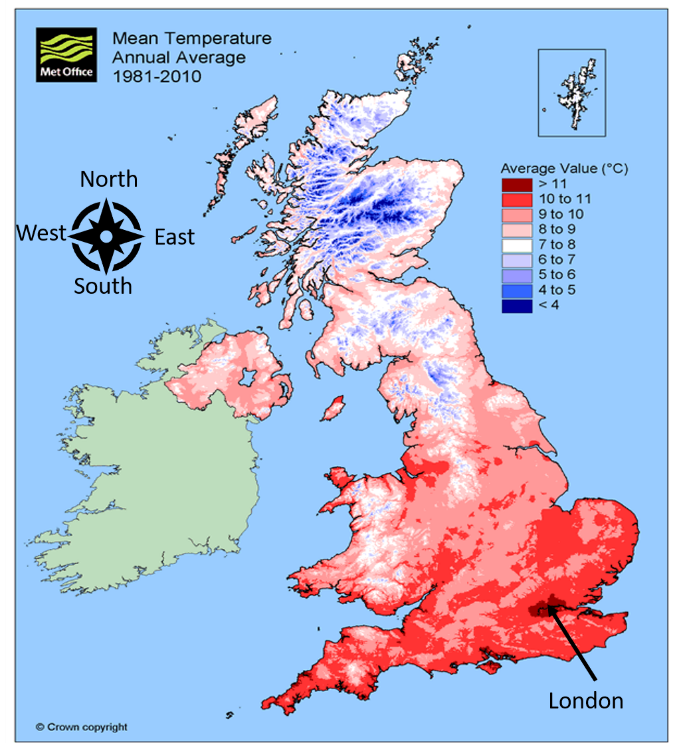 Met Office
Mean Temperature
Annual Average
1981-2010
North
West
East
South
Average Value (°C)
> 11
10 to 11
9 to 10
8 to 9
7 to 8
6 to 7
5 to 6
4 to 5
< 4
London
© Crown copyright